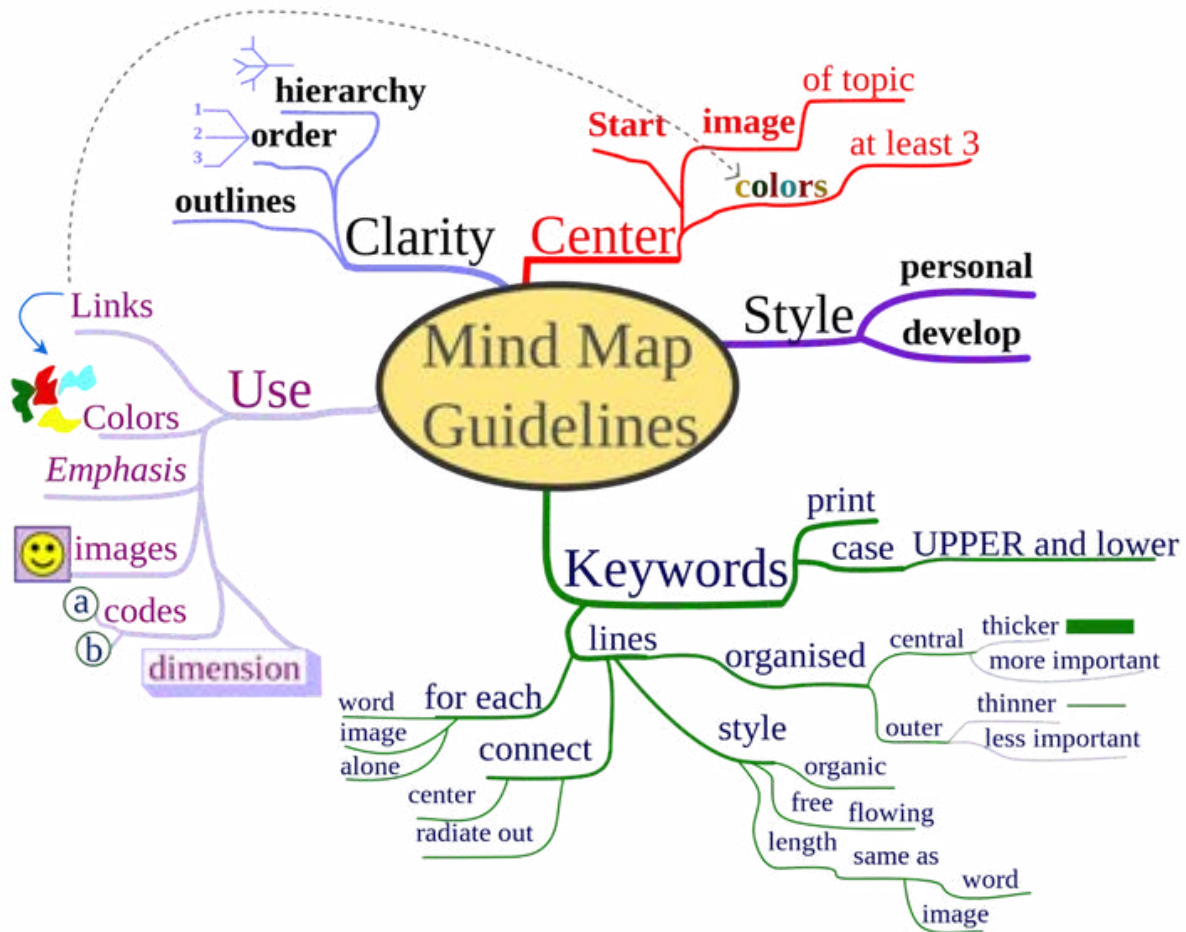 Mind Map
Guidelines
Clarity
hierarchy
1
2
3
order
outlines
Center
Start
image
of topic
colors
at least 3
Style
personal
develop
Keywords
print
case
UPPER and lower
lines
organised
central
thicker
more important
outer
thinner
less important
style
organic
free
flowing
length
same as
word
image
connect
center
radiate out
for each
word
image
alone
Use
Links
Colors
Emphasis
images
codes
a
b
dimension